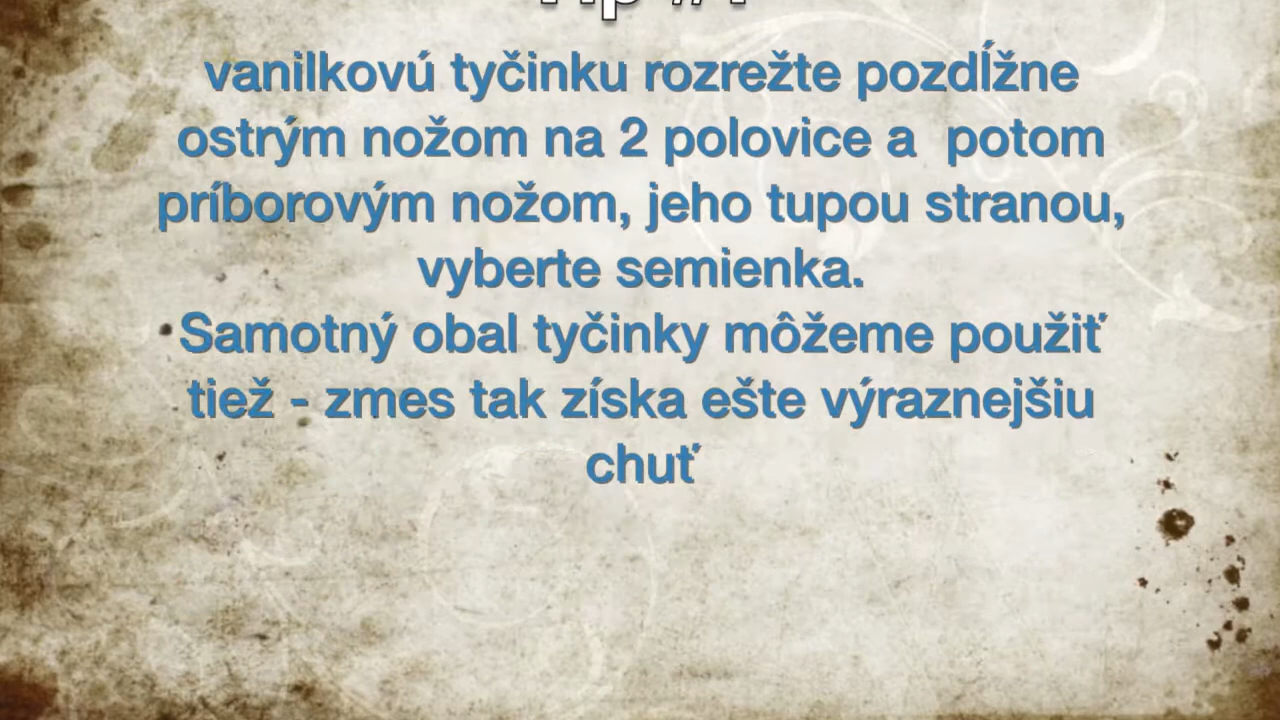 vanilkovú tyčinku rozrežte pozdĺžne
ostrým nožom na 2 polovice a potom
príborovým nožom, jeho tupou stranou,
vyberte semienka.
Samotný obal tyčinky môžeme použiť
tiež - zmes tak získa ešte výraznejšiu
chuť